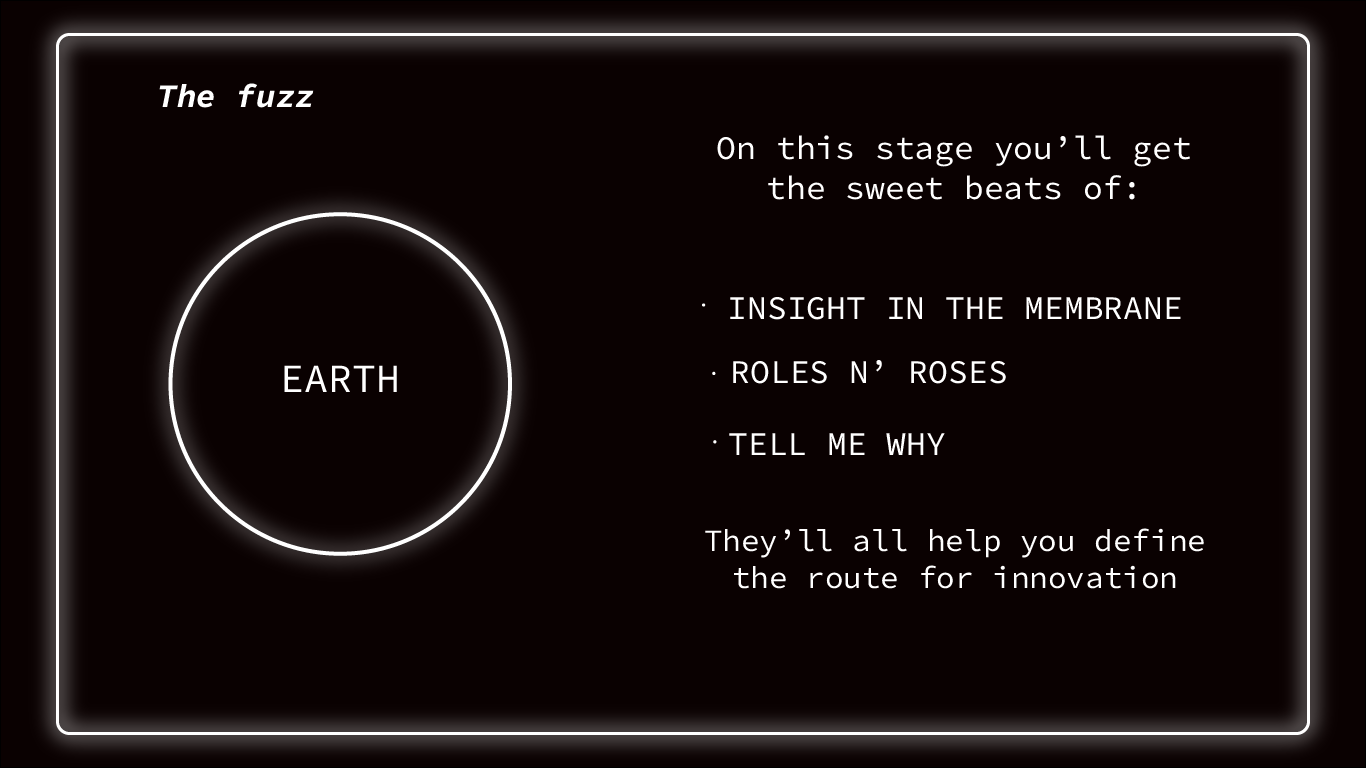 The fuzz
EARTH
On this stage you’ll get
the sweet beats of:
· INSIGHT IN THE MEMBRANE
· ROLES N’ ROSES
· TELL ME WHY
They’ll all help you define
the route for innovation